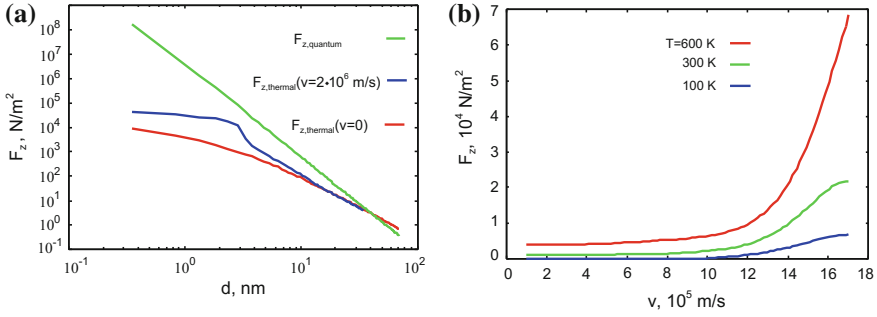 (a)
F_z, N/m^2
10^8
10^7
10^6
10^5
10^4
10^3
10^2
10^1
10^0
10^-1
F_z,quantum
F_z,thermal(v=2•10^6 m/s)
F_z,thermal(v=0)
10^-1
10^0
10^1
10^2
d, nm
(b)
F_z, 10^4 N/m^2
7
6
5
4
3
2
1
0
T=600 K
300 K
100 K
2
4
6
8
10
12
14
16
18
v, 10^5 m/s